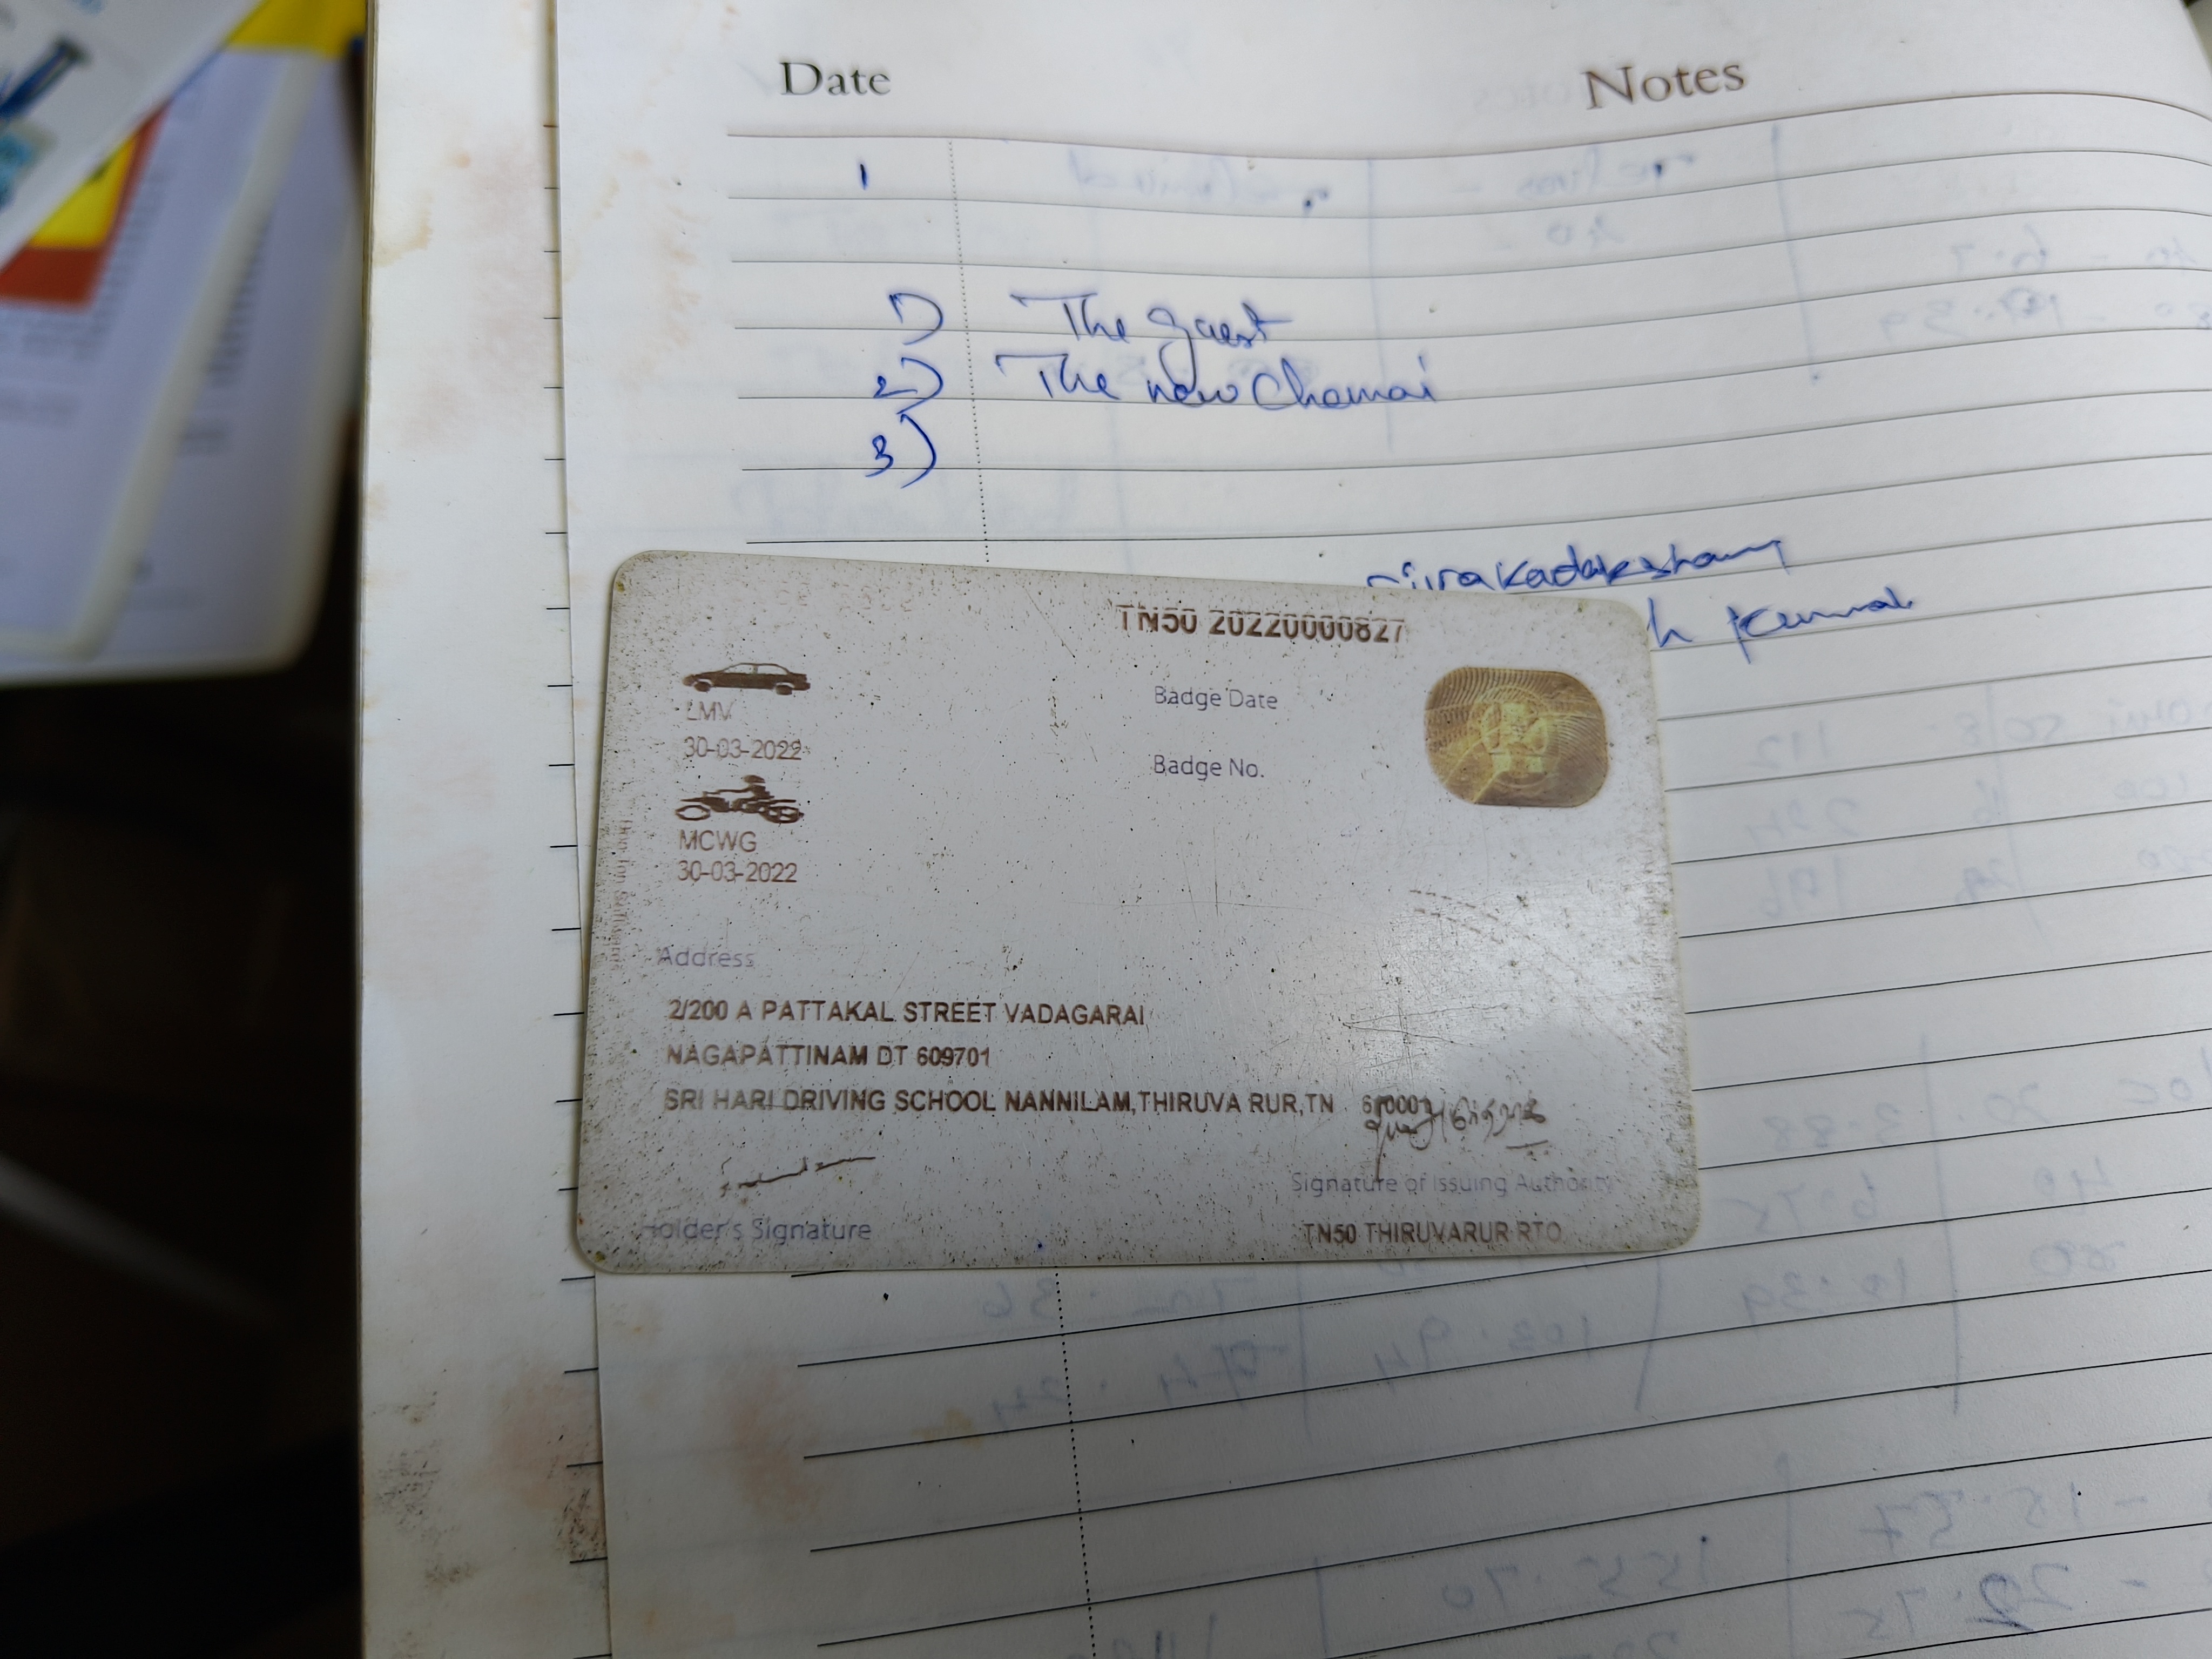 Date Notes
1
1) The guest
2) The new Chennai
3)
h Kumar
TN50 20220000827
LMV
30-03-2022
Badge Date
Badge No.
MCWG
30-03-2022
Address
2/200 A PATTAKAL STREET VADAGARAI
NAGAPATTINAM DT 609701
SRI HARI DRIVING SCHOOL NANNILAM,THIRUVA RUR,TN
Signature of Issuing Authority
Holder's Signature
TN50 THIRUVARUR RTO